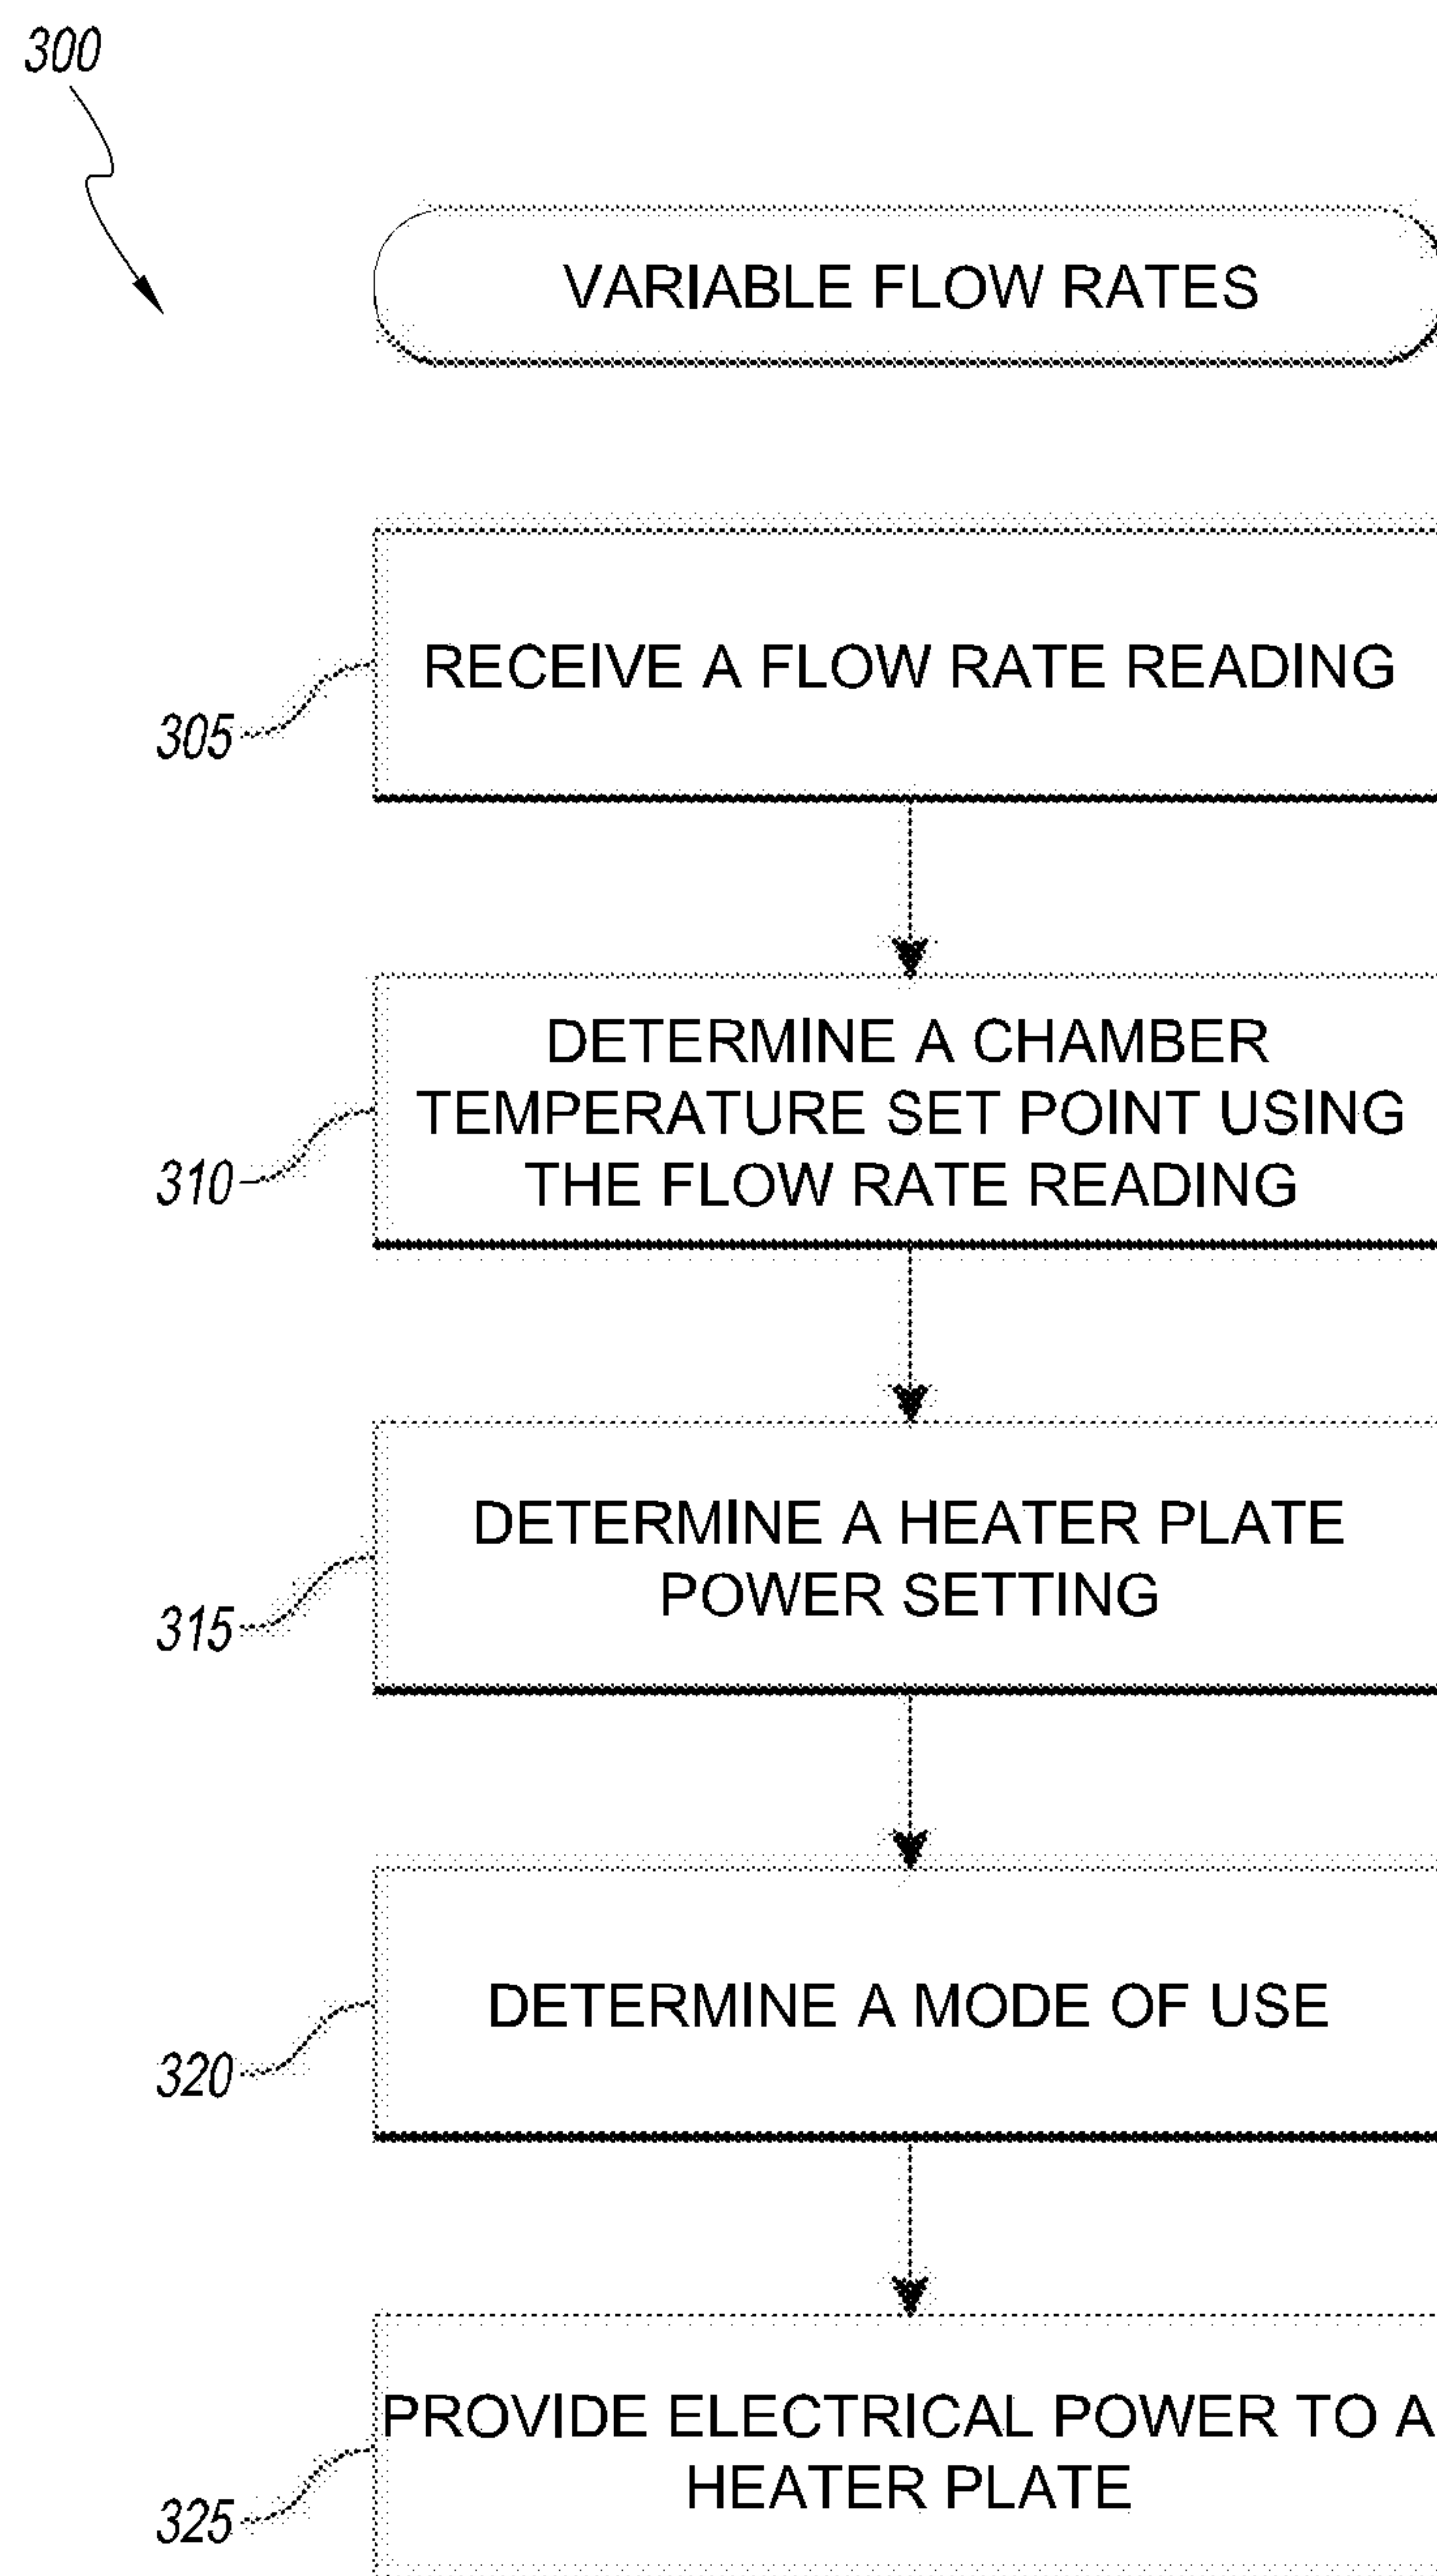 300
VARIABLE FLOW RATES
RECEIVE A FLOW RATE READING
305
DETERMINE A CHAMBER
TEMPERATURE SET POINT USING
THE FLOW RATE READING
310
DETERMINE A HEATER PLATE
POWER SETTING
315
DETERMINE A MODE OF USE
320
PROVIDE ELECTRICAL POWER TO A
HEATER PLATE
325